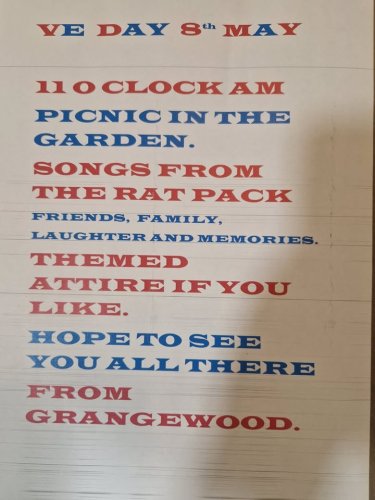 VE DAY 8th MAY
11 O CLOCK AM
PICNIC IN THE
GARDEN.
SONGS FROM
THE RAT PACK
FRIENDS, FAMILY,
LAUGHTER AND MEMORIES.
THEMED
ATTIRE IF YOU
LIKE.
HOPE TO SEE
YOU ALL THERE
FROM
GRANGEWOOD.